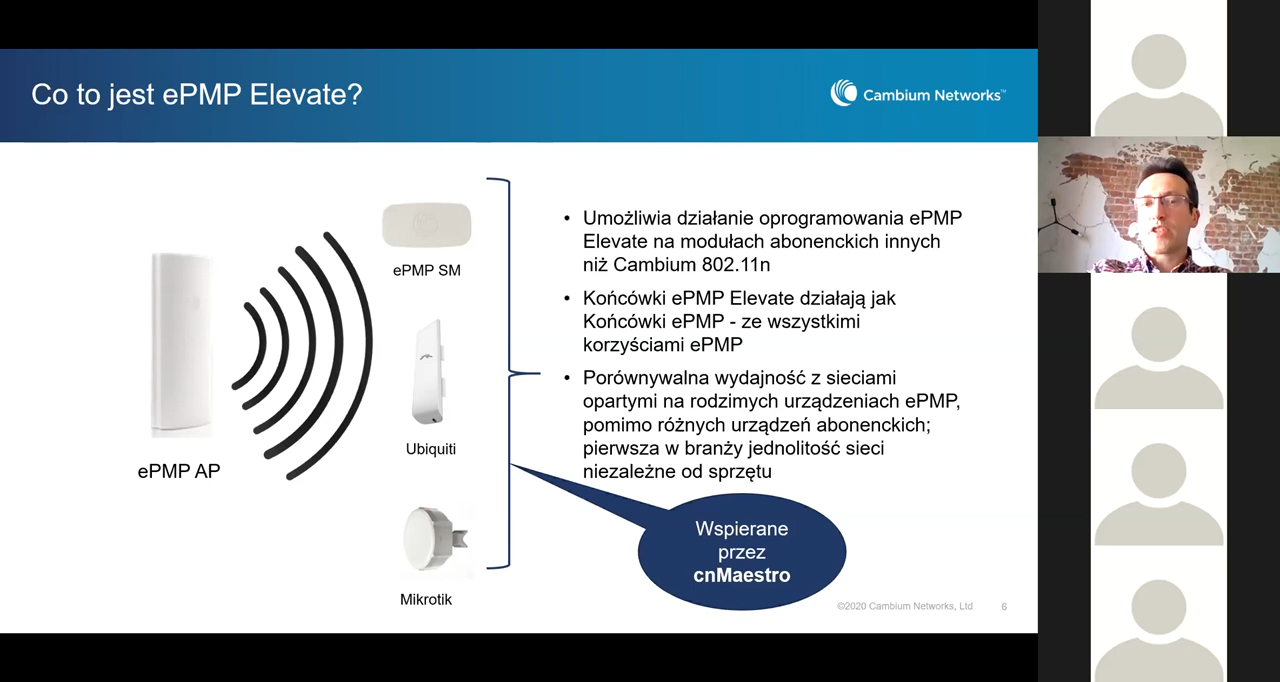 Co to jest ePMP Elevate?
Cambium Networks™
ePMP SM
ePMP AP
Ubiquiti
Mikrotik
• Umożliwia działanie oprogramowania ePMP
Elevate na modułach abonenckich innych
niż Cambium 802.11n
• Końcówki ePMP Elevate działają jak
Końcówki ePMP - ze wszystkimi
korzyściami ePMP
• Porównywalna wydajność z sieciami
opartymi na rodzimych urządzeniach ePMP,
pomimo różnych urządzeń abonenckich;
pierwsza w branży jednolitość sieci
niezależne od sprzętu
Wspierane
przez
cnMaestro
©2020 Cambium Networks, Ltd
6